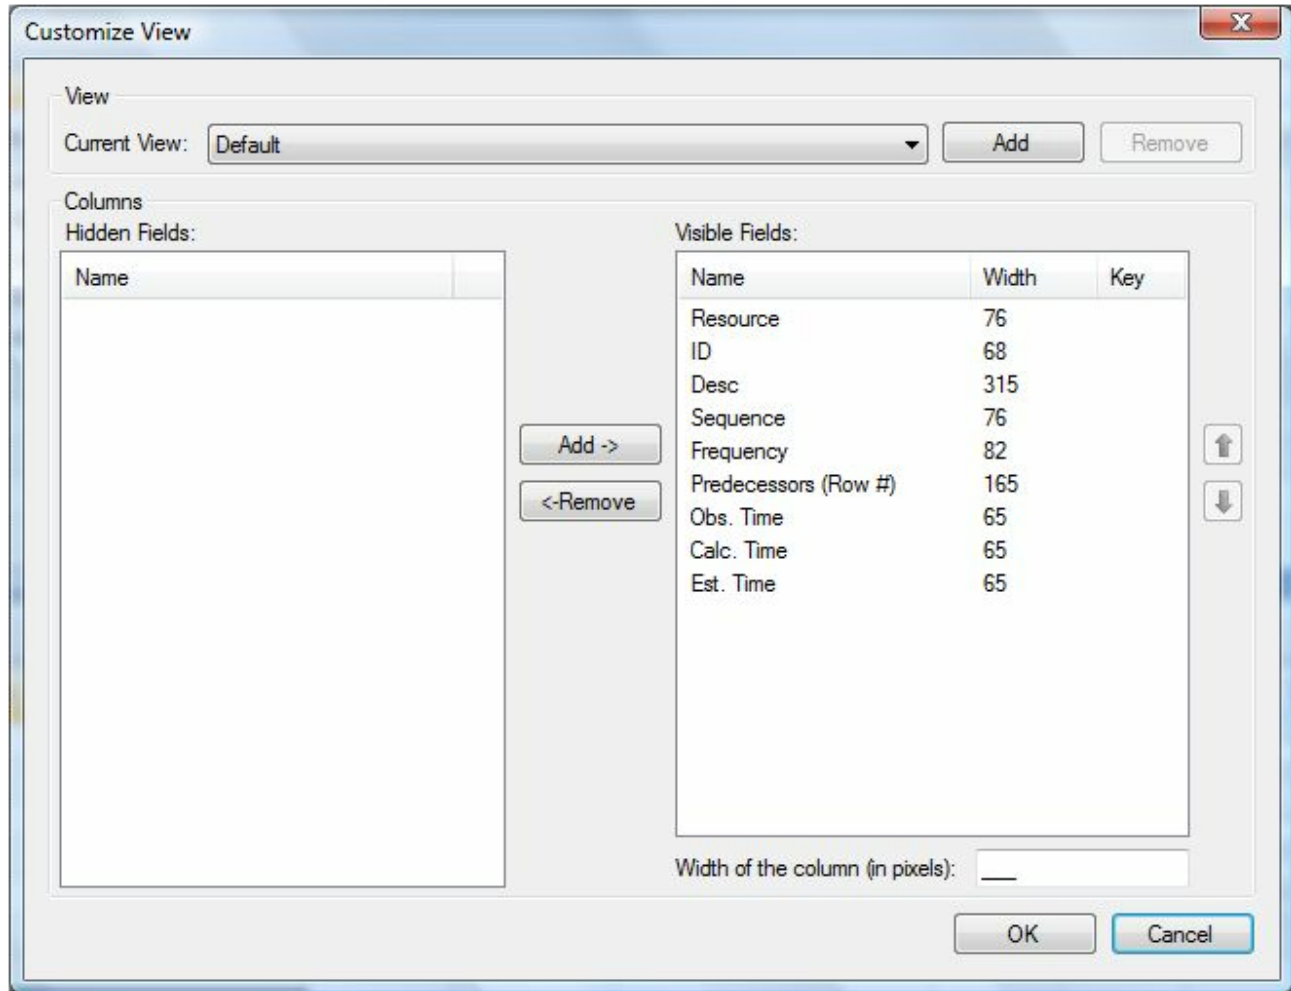 Customize View
X
View
Current View: Default Add Remove
Columns
Hidden Fields: Visible Fields:
Name Name Width Key
Resource 76
ID 68
Desc 315
Sequence 76
Add -> Frequency 82
<-Remove Predecessors (Row #) 165
Obs. Time 65
Calc. Time 65
Est. Time 65
Width of the column (in pixels): ___
OK Cancel